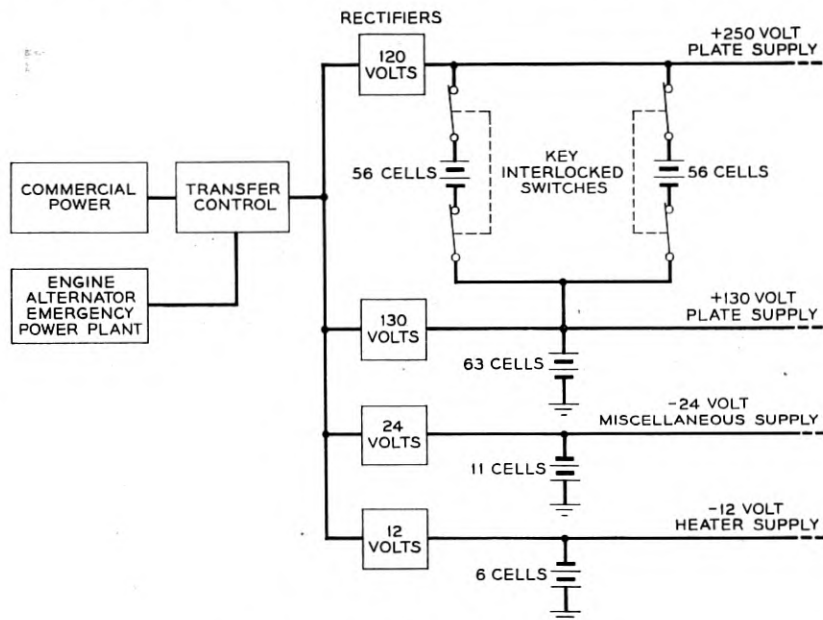 RECTIFIERS
120
VOLTS
+250 VOLT
PLATE SUPPLY
56 CELLS
KEY
INTERLOCKED
SWITCHES
56 CELLS
COMMERCIAL
POWER
TRANSFER
CONTROL
ENGINE
ALTERNATOR
EMERGENCY
POWER PLANT
130
VOLTS
+130 VOLT
PLATE SUPPLY
63 CELLS
24
VOLTS
-24 VOLT
MISCELLANEOUS SUPPLY
11 CELLS
12
VOLTS
-12 VOLT
HEATER SUPPLY
6 CELLS